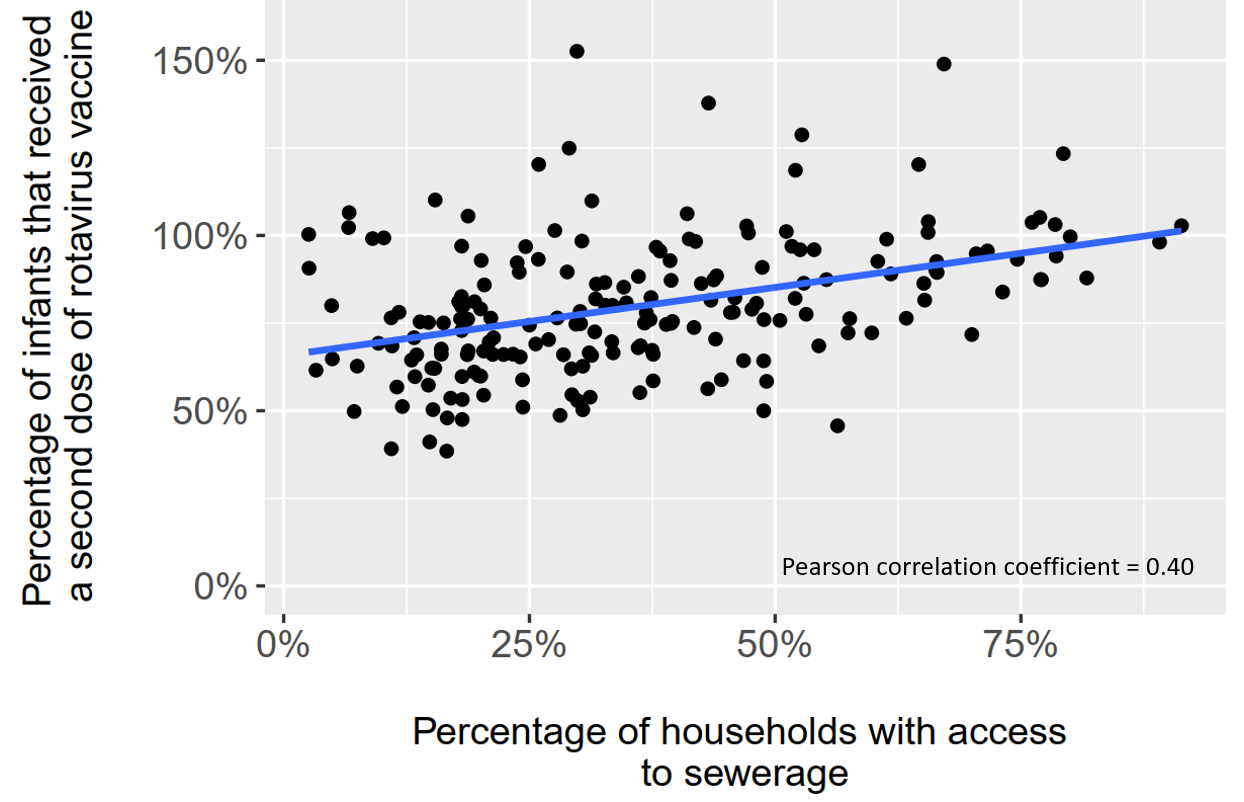 Percentage of infants that received
a second dose of rotavirus vaccine
150%
100%
50%
0%
Pearson correlation coefficient = 0.40
0%
25%
50%
75%
Percentage of households with access
to sewerage